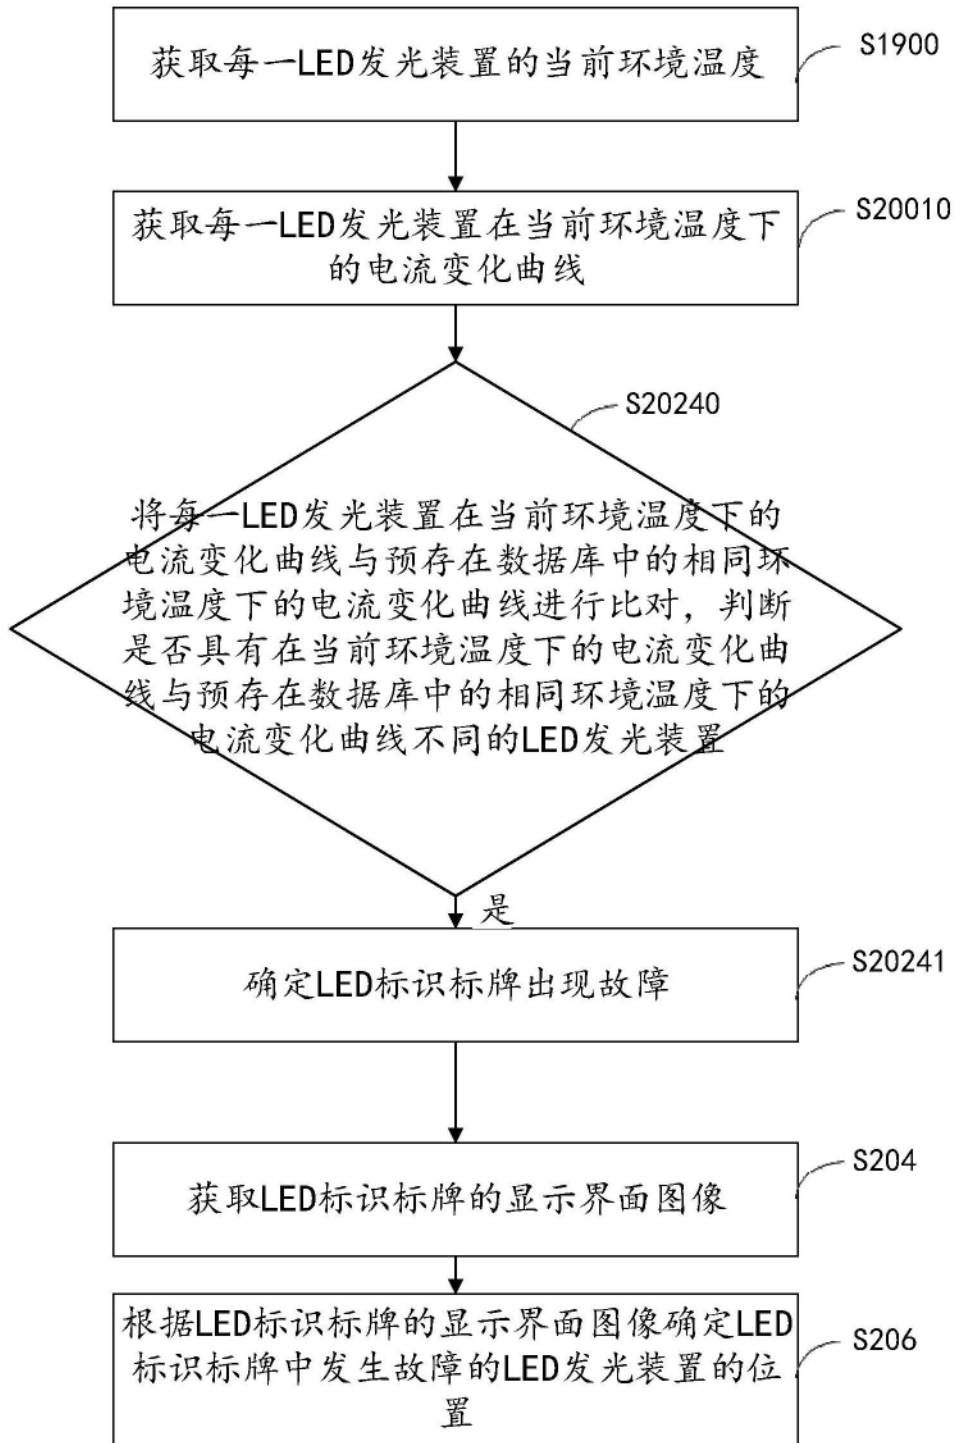 获取每一LED发光装置的当前环境温度
S1900
获取每一LED发光装置在当前环境温度下
的电流变化曲线
S20010
S20240
将每一LED发光装置在当前环境温度下的
电流变化曲线与预存在数据库中的相同环
境温度下的电流变化曲线进行比对，判断
是否具有在当前环境温度下的电流变化曲
线与预存在数据库中的相同环境温度下的
电流变化曲线不同的LED发光装置
是
确定LED标识标牌出现故障
S20241
获取LED标识标牌的显示界面图像
S204
根据LED标识标牌的显示界面图像确定LED
标识标牌中发生故障的LED发光装置的位
置
S206